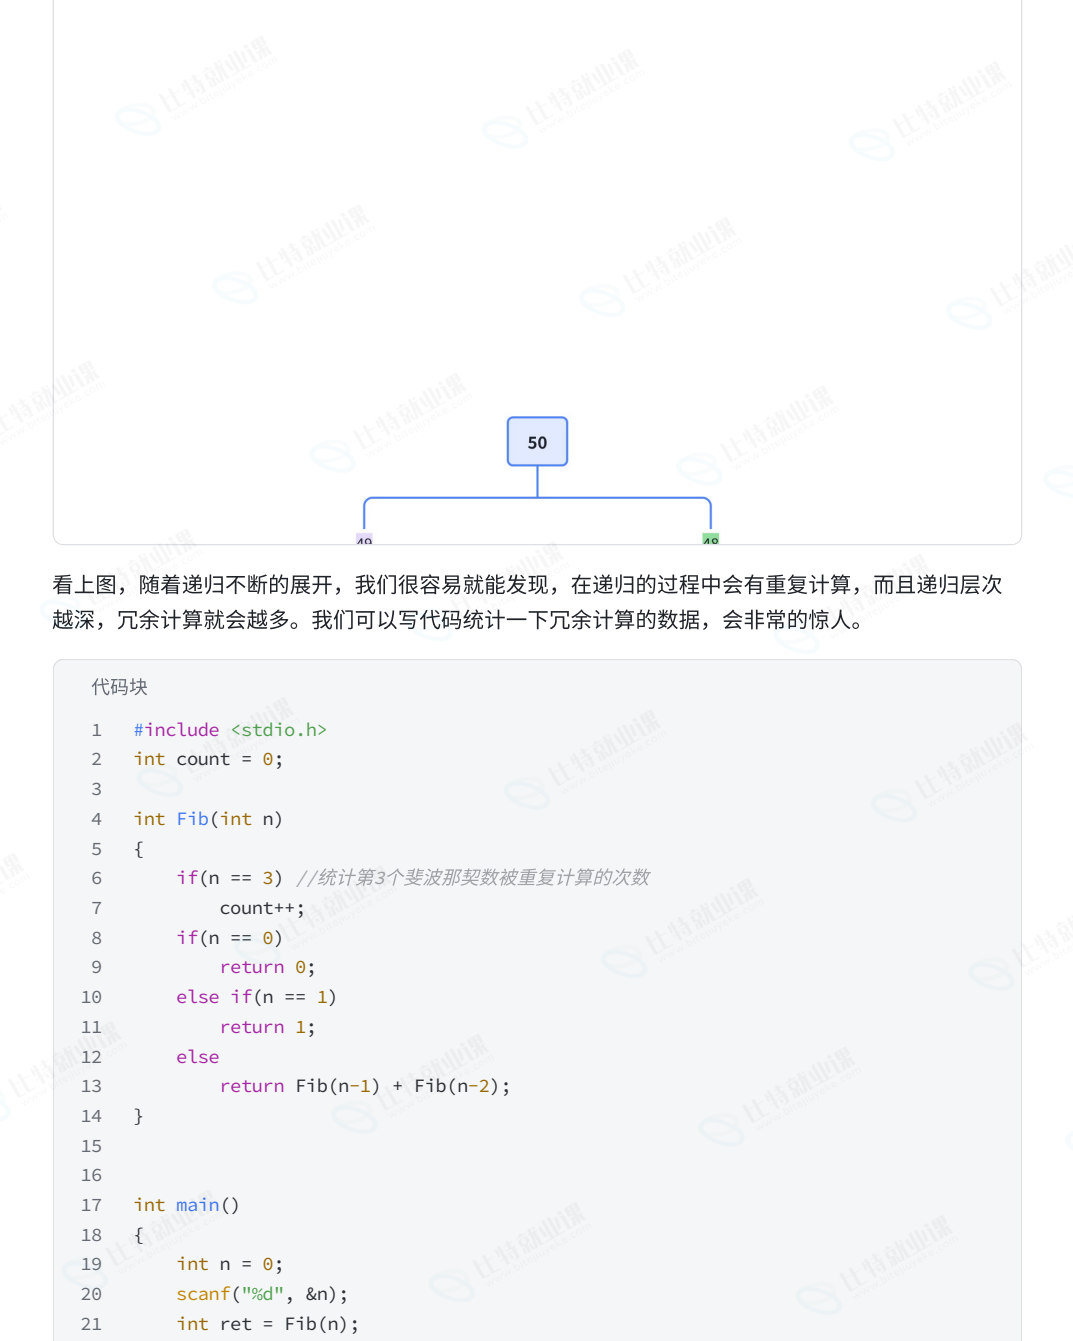 50
49
48
看上图，随着递归不断的展开，我们很容易就能发现，在递归的过程中会有重复计算，而且递归层次
越深，冗余计算就会越多。我们可以写代码统计一下冗余计算的数据，会非常的惊人。
代码块
1 #include <stdio.h>
2 int count = 0;
3
4 int Fib(int n)
5 {
6     if(n == 3) //统计第3个斐波那契数被重复计算的次数
7         count++;
8     if(n == 0)
9         return 0;
10     else if(n == 1)
11         return 1;
12     else
13         return Fib(n-1) + Fib(n-2);
14 }
15
16
17 int main()
18 {
19     int n = 0;
20     scanf("%d", &n);
21     int ret = Fib(n);
比特就业课